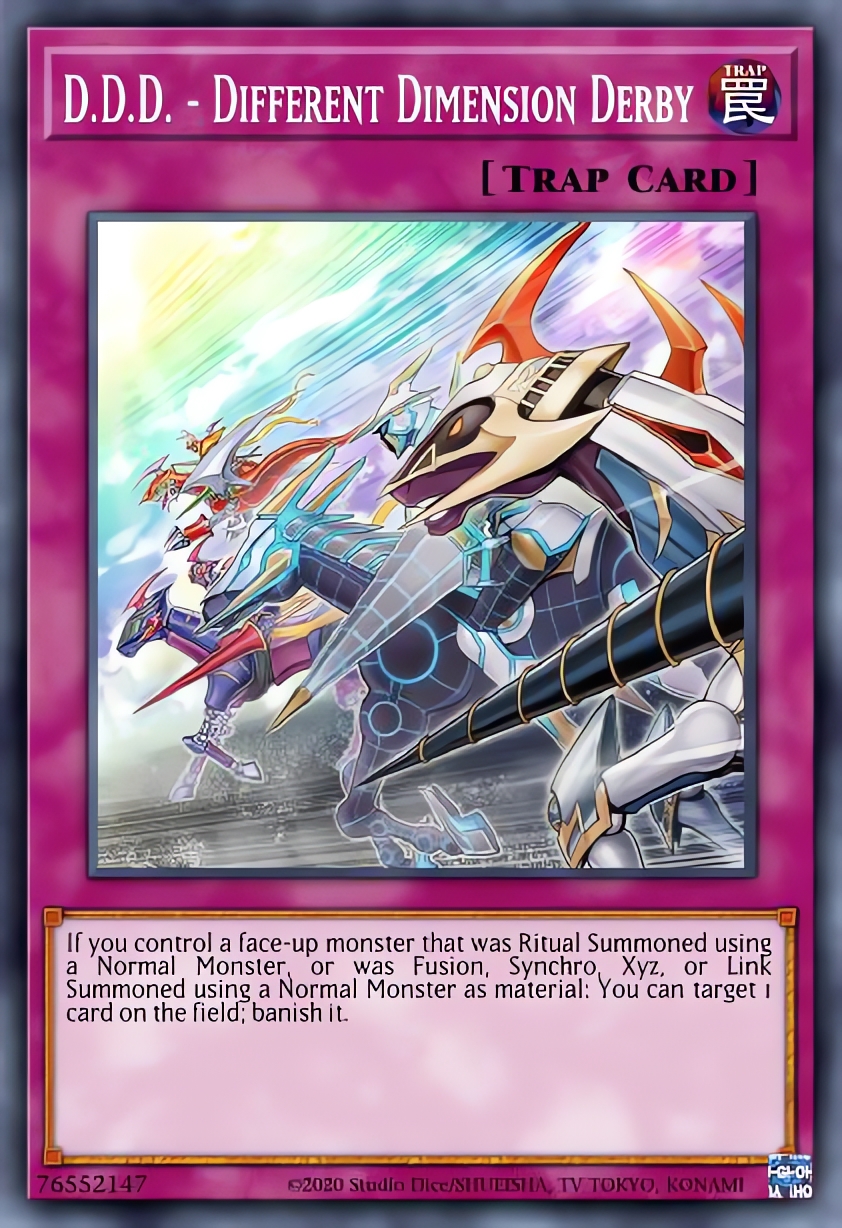 D.D.D. - Different Dimension Derby
TRAP
罠
[Trap Card]
If you control a face-up monster that was Ritual Summoned using
a Normal Monster, or was Fusion, Synchro, Xyz, or Link
Summoned using a Normal Monster as material: You can target 1
card on the field; banish it.
76552147
©2020 Studio Dice/SHUEISHA, TV TOKYO, KONAMI